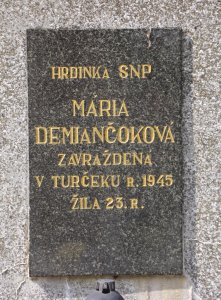 HRDINKA SNP
MÁRIA
DEMIANČOKOVÁ
ZAVRAŽDENA
V TURČEKU R. 1945
ŽILA 23. R.